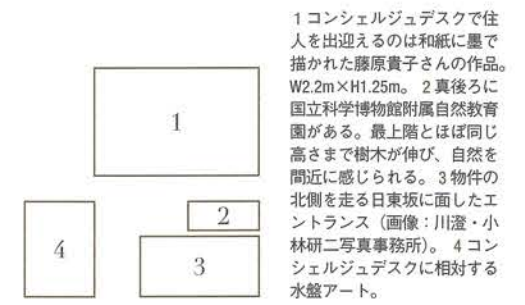 1
2
3
4
1 コンシェルジュデスクで住
人を出迎えるのは和紙に墨で
描かれた藤原貴子さんの作品。
W2.2m×H1.25m。 2 真後ろに
国立科学博物館附属自然教育
園がある。最上階とほぼ同じ
高さまで樹木が伸び、自然を
間近に感じられる。 3 物件の
北側を走る日東坂に面したエ
ントランス（画像：川澄・小
林研二写真事務所）。 4 コン
シェルジュデスクに相対する
水盤アート。